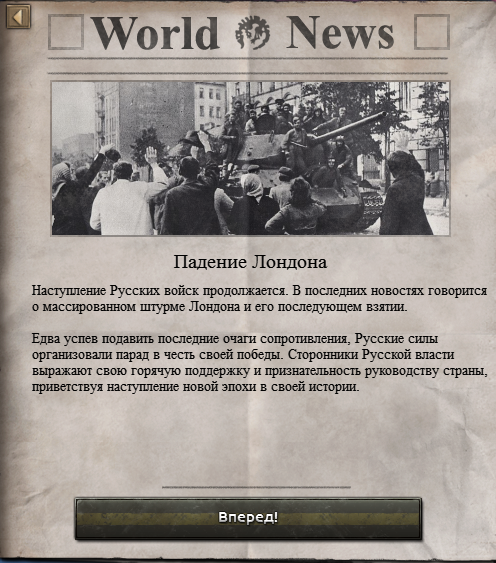 World News
Падение Лондона
Наступление Русских войск продолжается. В последних новостях говорится
о массированном штурме Лондона и его последующем взятии.
Едва успев подавить последние очаги сопротивления, Русские силы
организовали парад в честь своей победы. Сторонники Русской власти
выражают свою горячую поддержку и признательность руководству страны,
приветствуя наступление новой эпохи в своей истории.
Вперед!